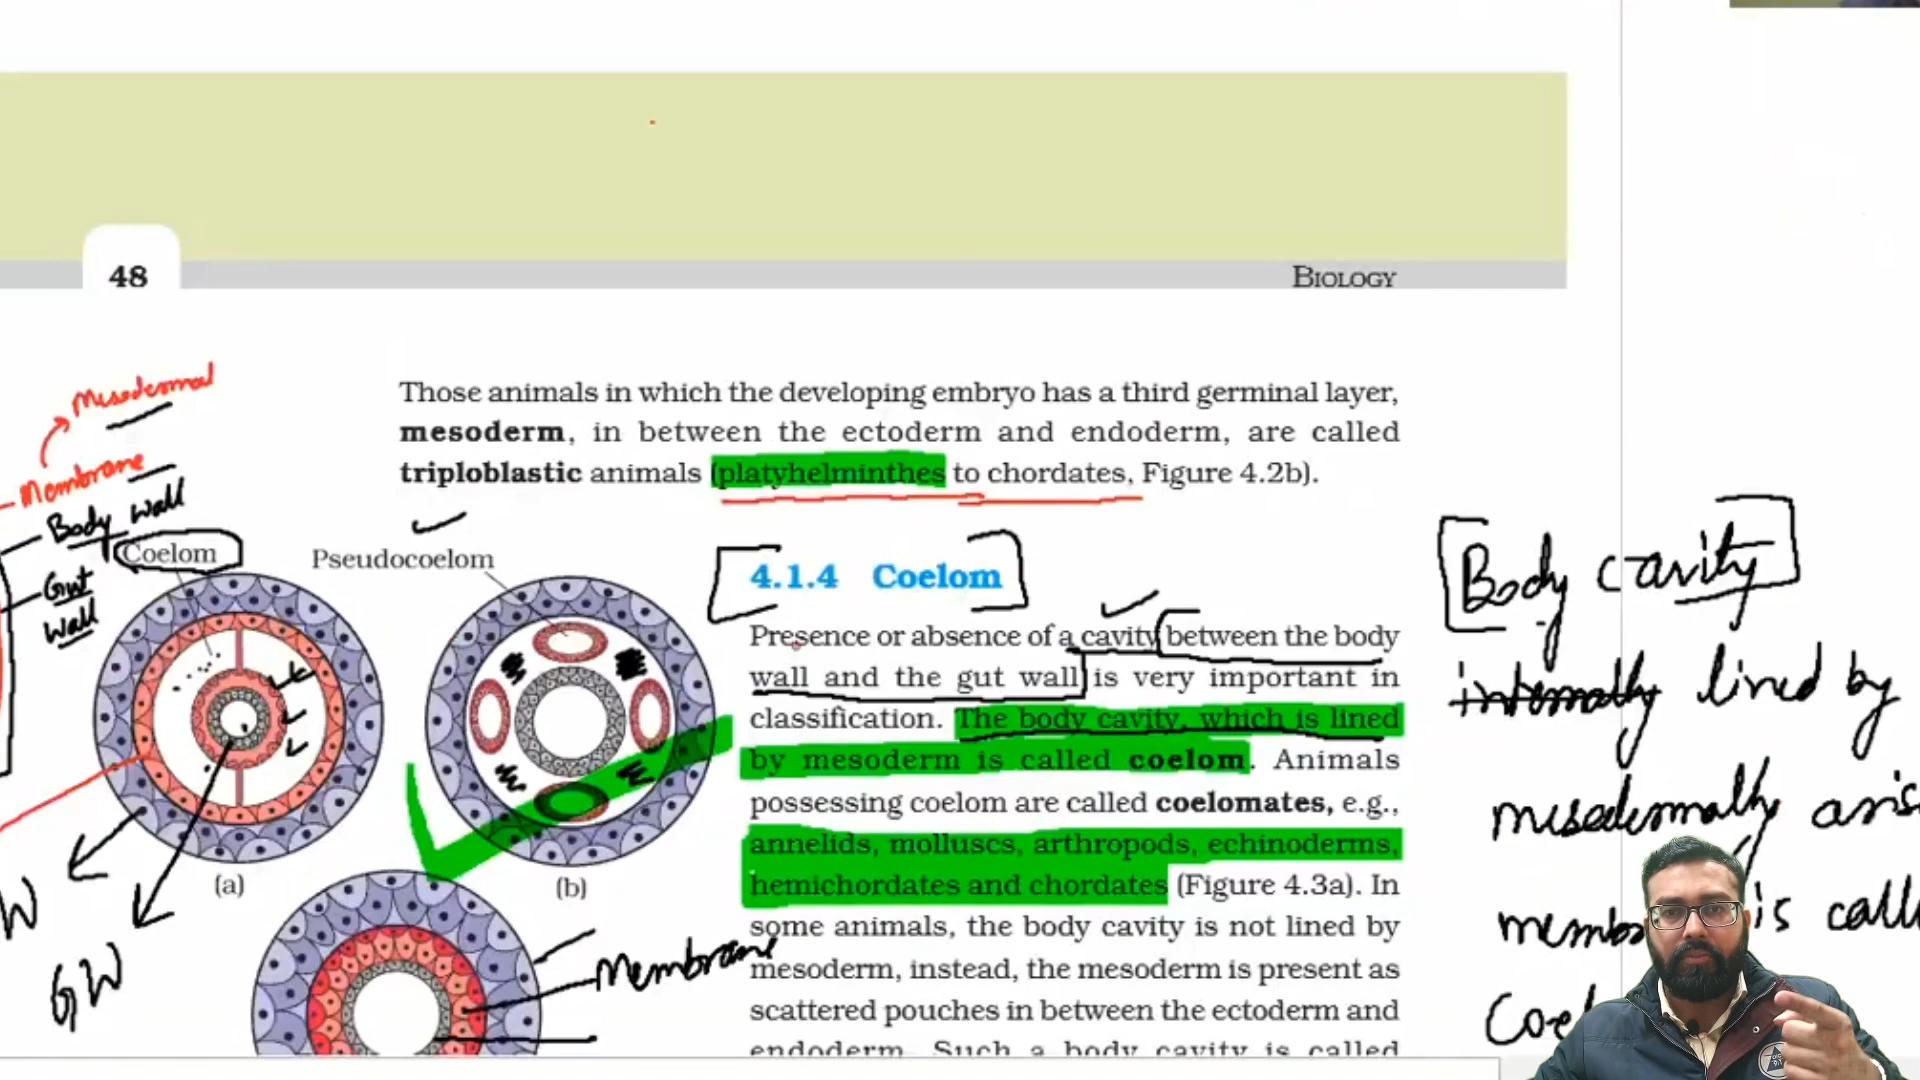 48
BIOLOGY
Those animals in which the developing embryo has a third germinal layer,
mesoderm, in between the ectoderm and endoderm, are called
triploblastic animals (platyhelminthes to chordates, Figure 4.2b).
Mesodermal
Membrane
Body wall
Gut
wall
Coelom
Pseudocoelom
(a)
(b)
W
GW
Membrane
4.1.4 Coelom
Presence or absence of a cavity between the body
wall and the gut wall is very important in
classification. The body cavity, which is lined
by mesoderm is called coelom. Animals
possessing coelom are called coelomates, e.g.,
annelids, molluscs, arthropods, echinoderms,
hemichordates and chordates (Figure 4.3a). In
some animals, the body cavity is not lined by
mesoderm, instead, the mesoderm is present as
scattered pouches in between the ectoderm and
endoderm. Such a body cavity is called
Body cavity
internally lined by
mesodermally
is